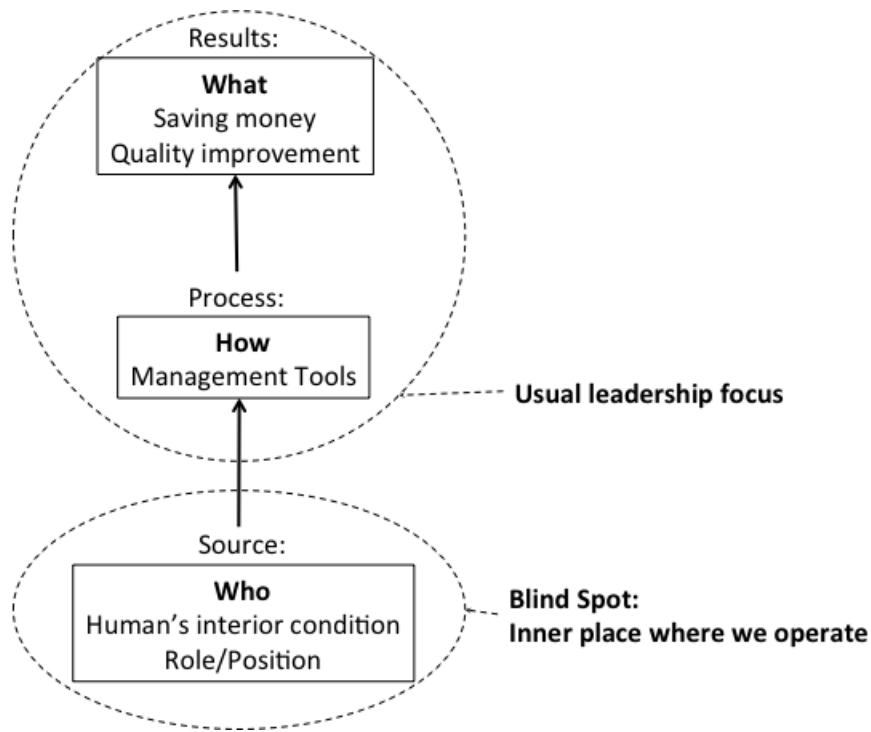 Results:
What
Saving money
Quality improvement
Process:
How
Management Tools
Usual leadership focus
Source:
Who
Human’s interior condition
Role/Position
Blind Spot:
Inner place where we operate